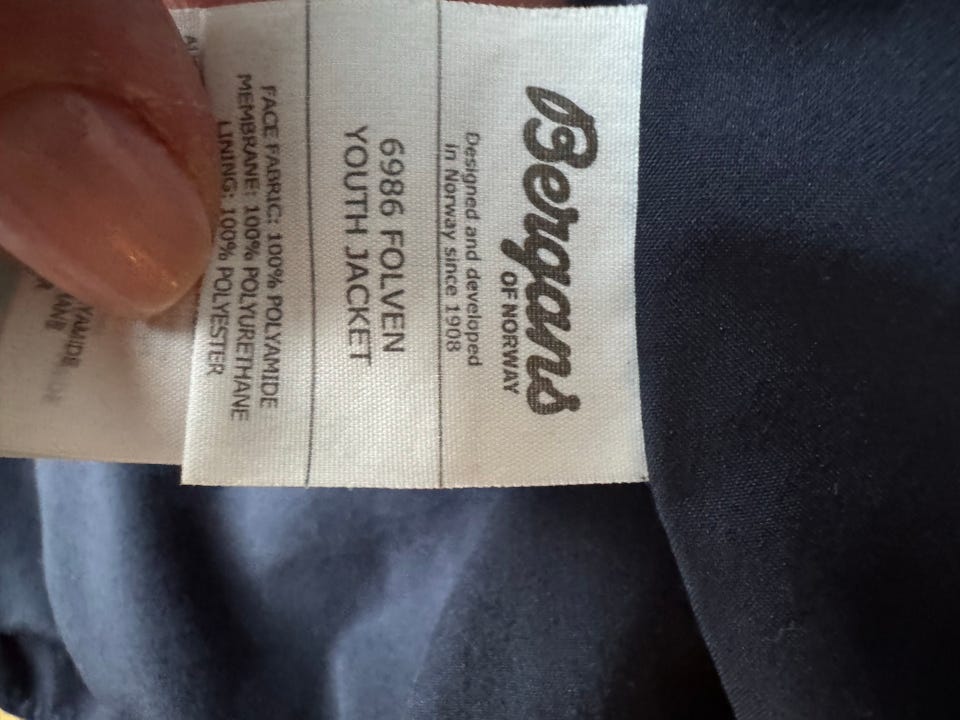 Bergans
OF NORWAY
Designed and developed
in Norway since 1908
6986 FOLVEN
YOUTH JACKET
FACE FABRIC: 100% POLYAMIDE
MEMBRANE: 100% POLYURETHANE
LINING: 100% POLYESTER